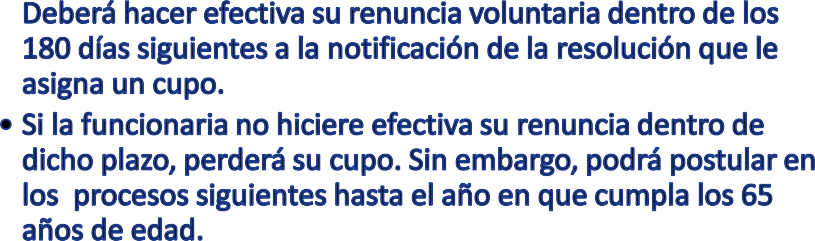 Deberá hacer efectiva su renuncia voluntaria dentro de los
180 días siguientes a la notificación de la resolución que le
asigna un cupo.
• Si la funcionaria no hiciere efectiva su renuncia dentro de
dicho plazo, perderá su cupo. Sin embargo, podrá postular en
los  procesos siguientes hasta el año en que cumpla los 65
años de edad.